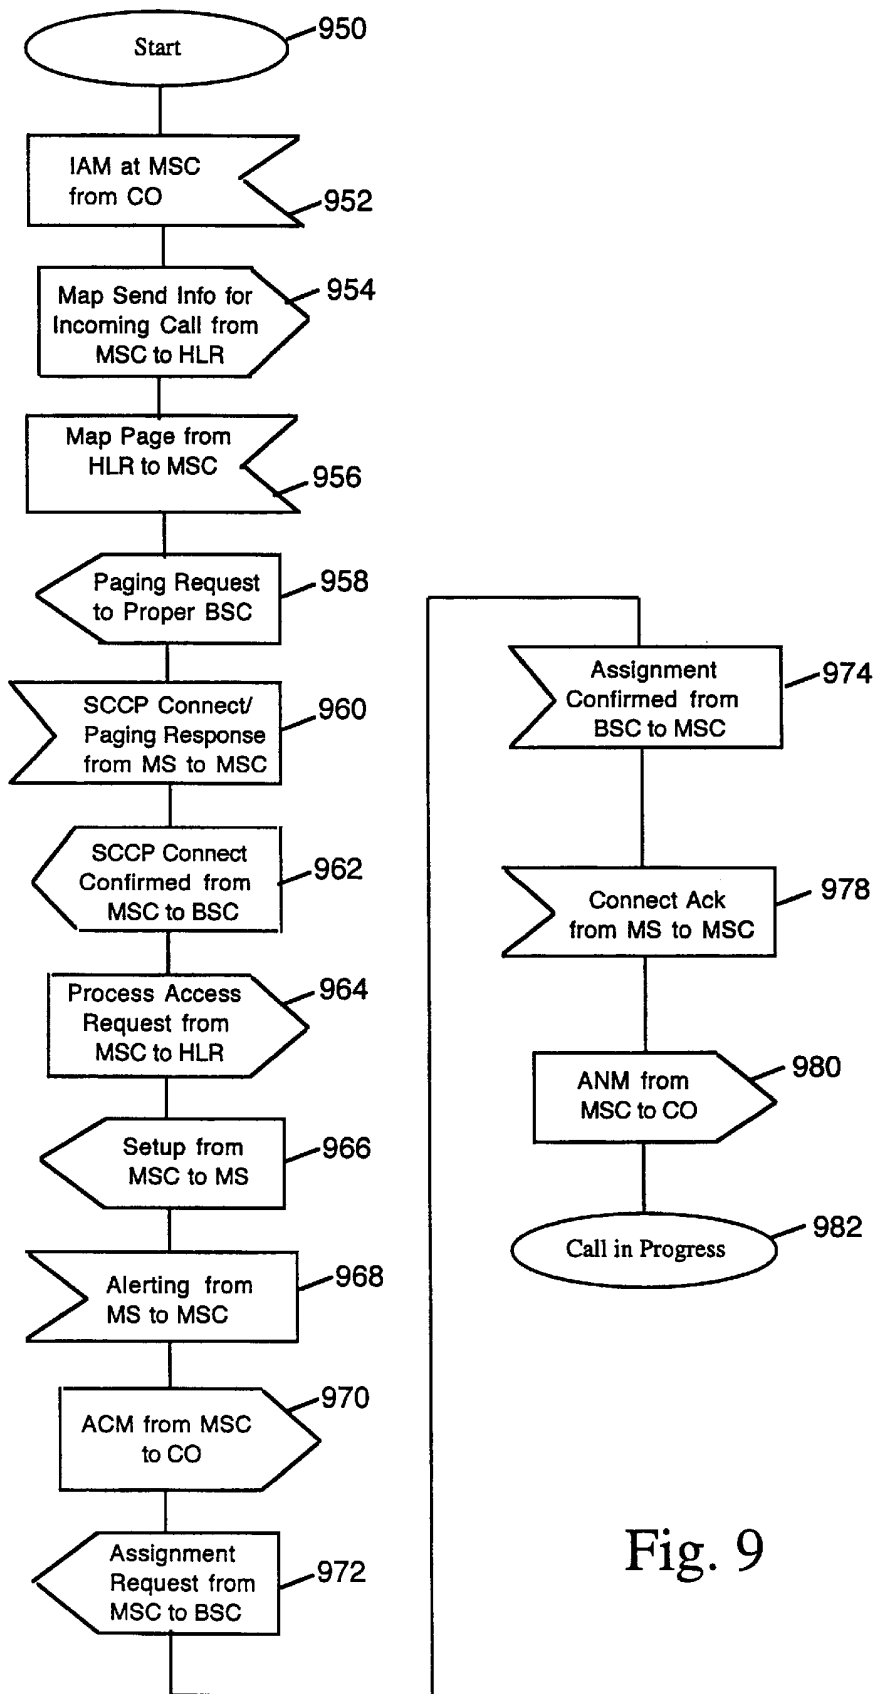 Start
950
IAM at MSC
from CO
952
Map Send Info for
Incoming Call from
MSC to HLR
954
Map Page from
HLR to MSC
956
Paging Request
to Proper BSC
958
SCCP Connect/
Paging Response
from MS to MSC
960
SCCP Connect
Confirmed from
MSC to BSC
962
Process Access
Request from
MSC to HLR
964
Setup from
MSC to MS
966
Alerting from
MS to MSC
968
ACM from MSC
to CO
970
Assignment
Request from
MSC to BSC
972
Assignment
Confirmed from
BSC to MSC
974
Connect Ack
from MS to MSC
978
ANM from
MSC to CO
980
Call in Progress
982
Fig. 9